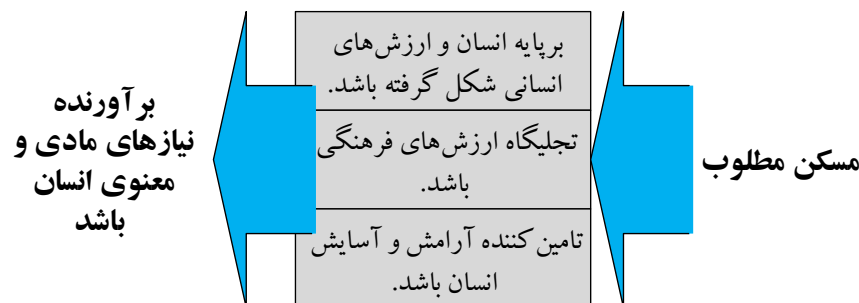 مسکن مطلوب
برپایه انسان و ارزش‌های
انسانی شکل گرفته باشد.
تجلیگاه ارزش‌های فرهنگی
باشد.
تامین‌کننده آرامش و آسایش
انسان باشد.
برآورنده
نیازهای مادی و
معنوی انسان
باشد